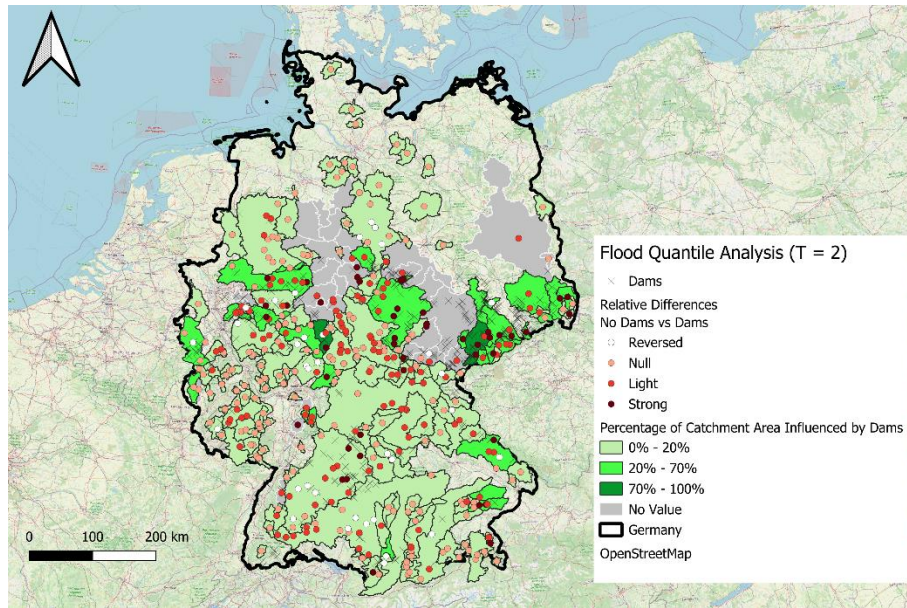 Flood Quantile Analysis (T = 2)
Dams
Relative Differences
No Dams vs Dams
Reversed
Null
Light
Strong
Percentage of Catchment Area Influenced by Dams
0% - 20%
20% - 70%
70% - 100%
No Value
Germany
OpenStreetMap
0 100 200 km